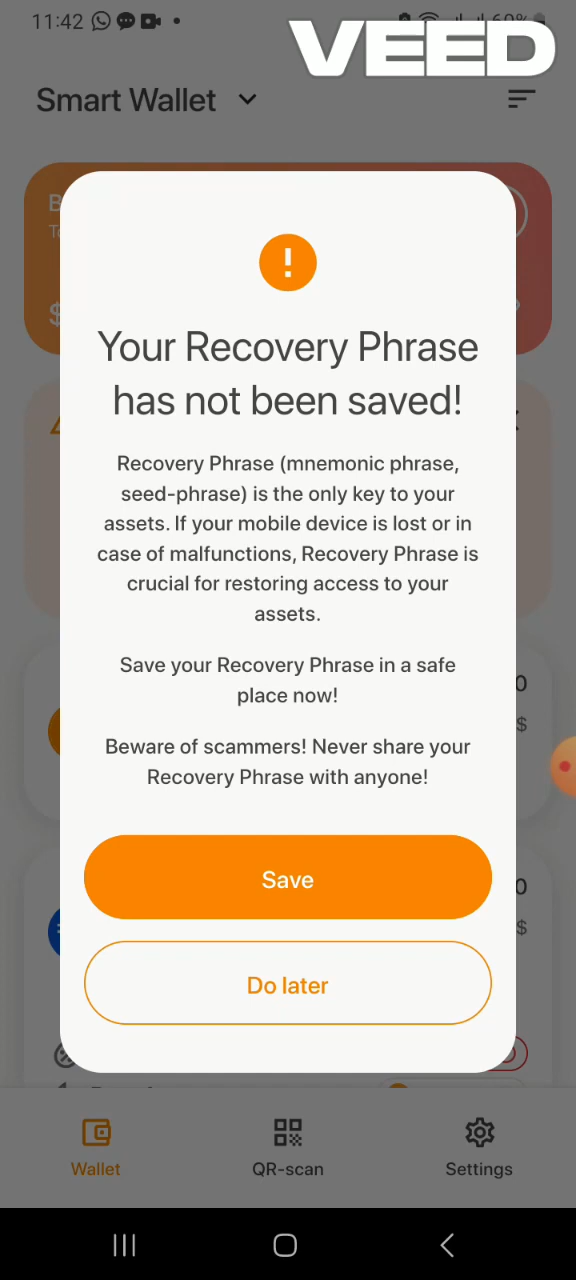 11:42
60%
VEED
Smart Wallet
Your Recovery Phrase
has not been saved!
Recovery Phrase (mnemonic phrase,
seed-phrase) is the only key to your
assets. If your mobile device is lost or in
case of malfunctions, Recovery Phrase is
crucial for restoring access to your
assets.
Save your Recovery Phrase in a safe
place now!
Beware of scammers! Never share your
Recovery Phrase with anyone!
Save
Do later
$
0
$
0
$
Wallet
QR-scan
Settings